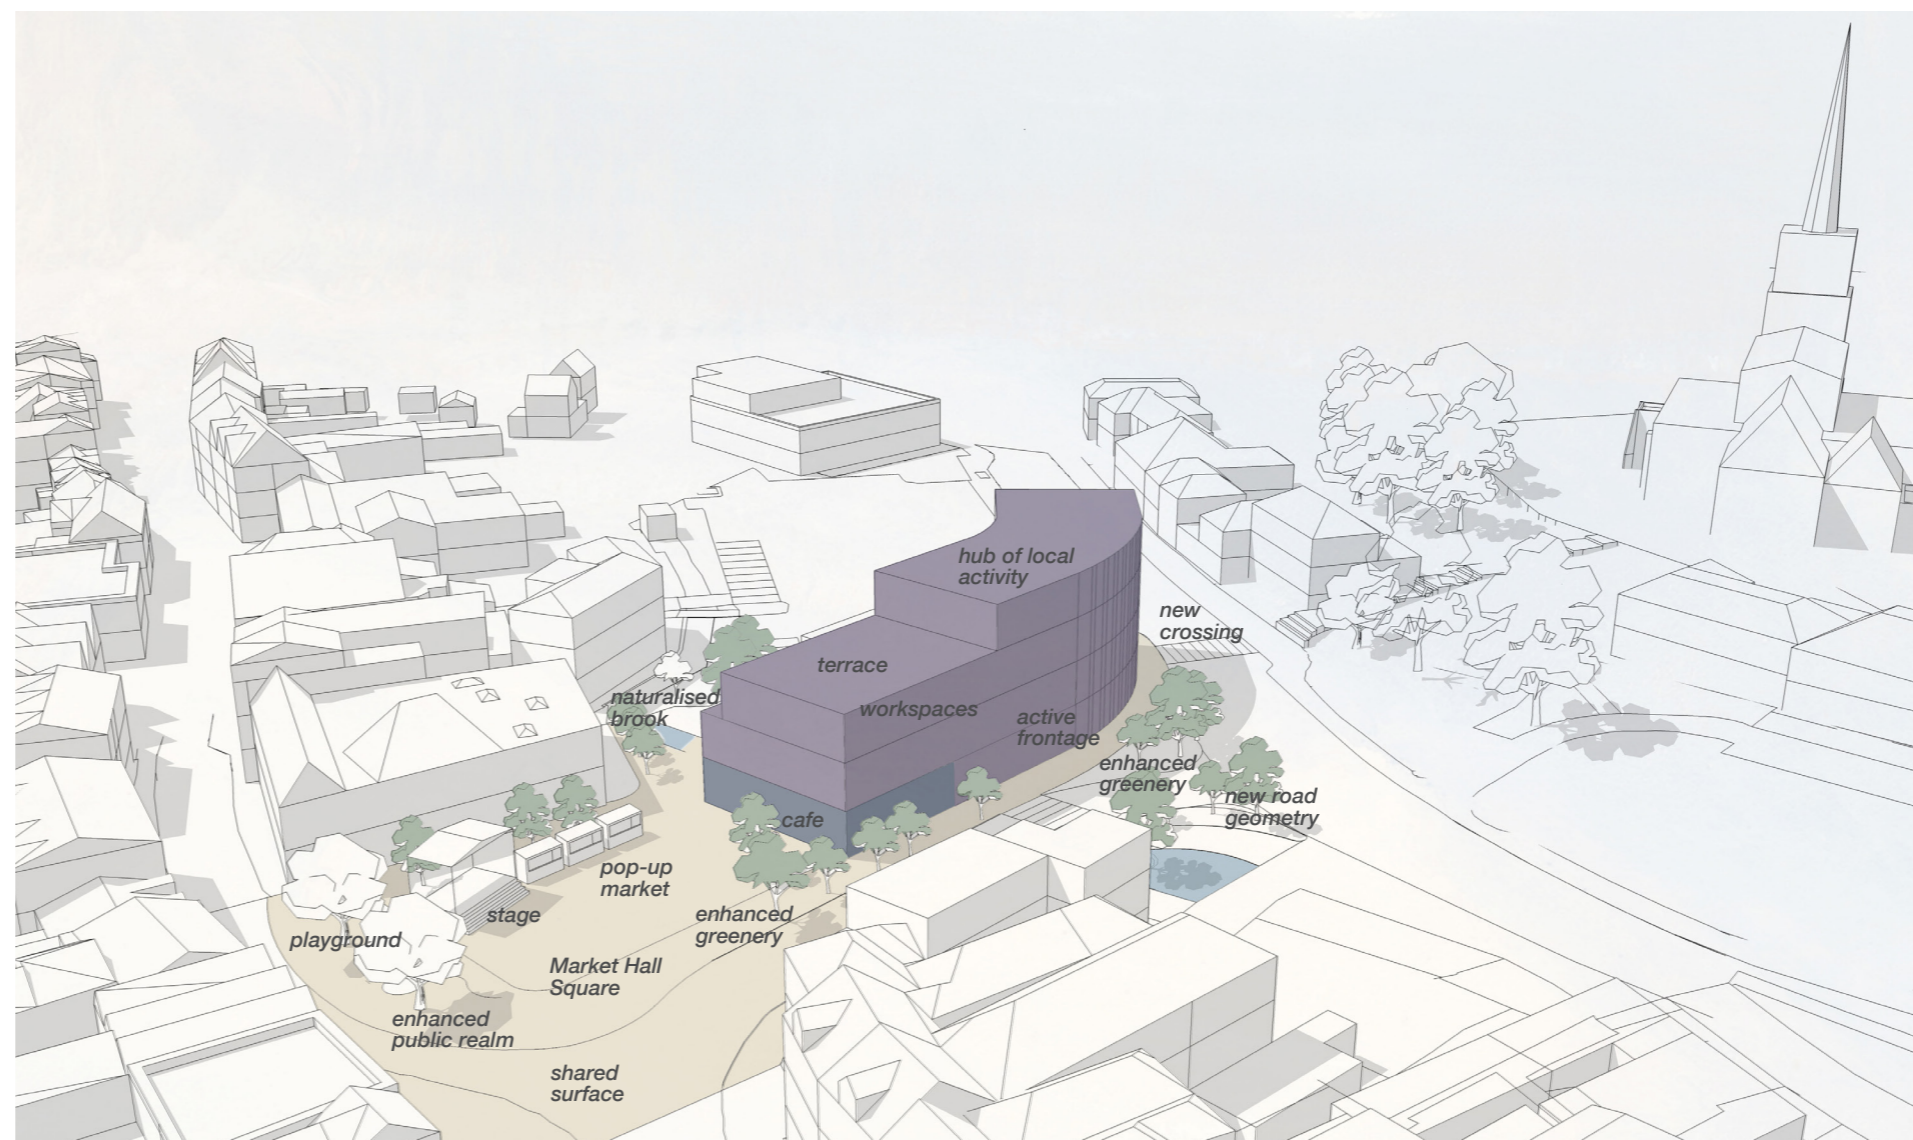 hub of local
activity
new
crossing
terrace
naturalised
brook
workspaces
active
frontage
enhanced
greenery
new road
geometry
cafe
pop-up
market
stage
enhanced
greenery
playground
Market Hall
Square
enhanced
public realm
shared
surface